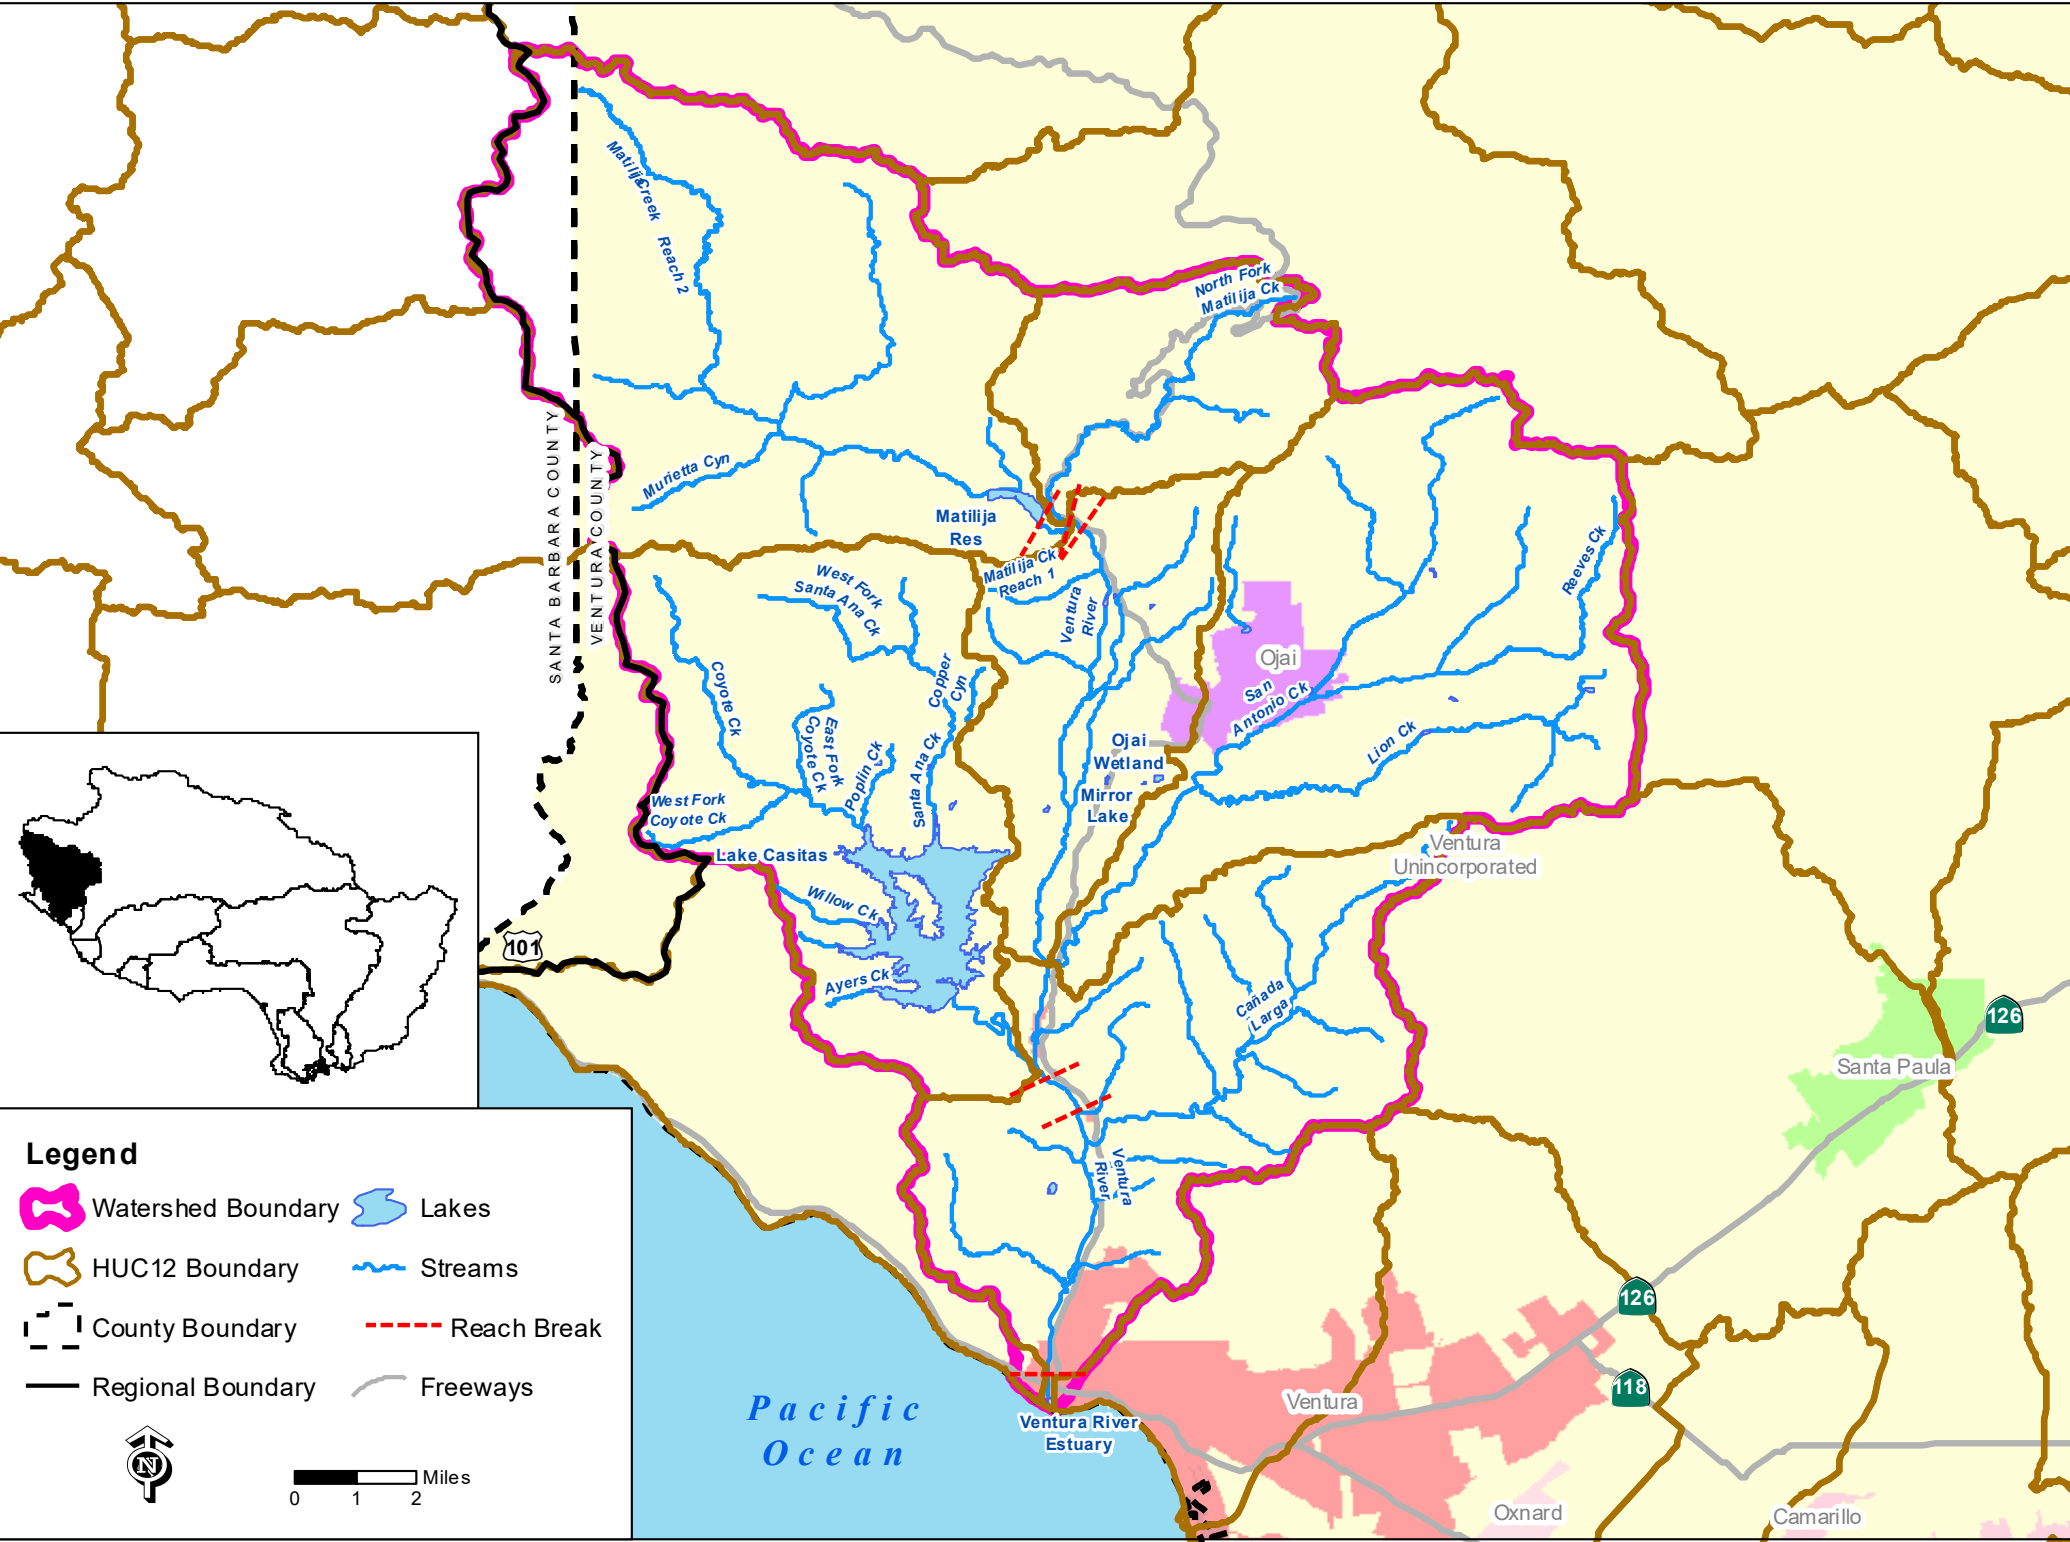 Matilija
Creek
Reach 2
North Fork
Matilija Ck
Murietta Cyn
SANTA BARBARA COUNTY
VENTURA COUNTY
Matilija
Res
Matilija Ck
Reach 1
West Fork
Santa Ana Ck
Ventura
River
Reeves Ck
Ojai
San
Antonio Ck
Copper
Cyn
Coyote Ck
East Fork
Coyote Ck
Poplin Ck
Santa Ana Ck
Lion Ck
Ojai
Wetland
Mirror
Lake
West Fork
Coyote Ck
Lake Casitas
Ventura
Unincorporated
Willow Ck
101
Ayers Ck
Cañada
Larga
126
Santa Paula
Ventura
River
126
118
Ventura
Ventura River
Estuary
Pacific
Ocean
Oxnard
Camarillo
Legend
Watershed Boundary
Lakes
HUC12 Boundary
Streams
County Boundary
Reach Break
Regional Boundary
Freeways
N
Miles
0 1 2